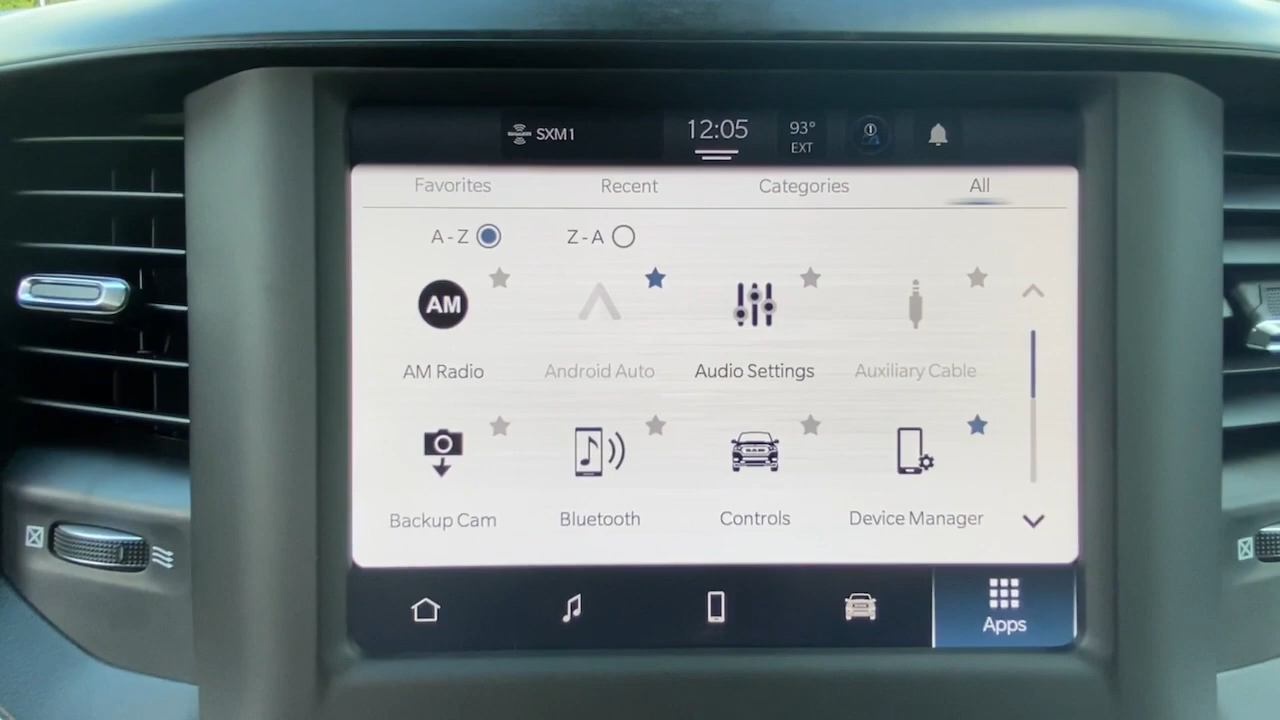 SXM1
12:05
93°
EXT
Favorites
Recent
Categories
All
A-Z
Z-A
AM
AM Radio
Android Auto
Audio Settings
Auxiliary Cable
Backup Cam
Bluetooth
Controls
Device Manager
Apps